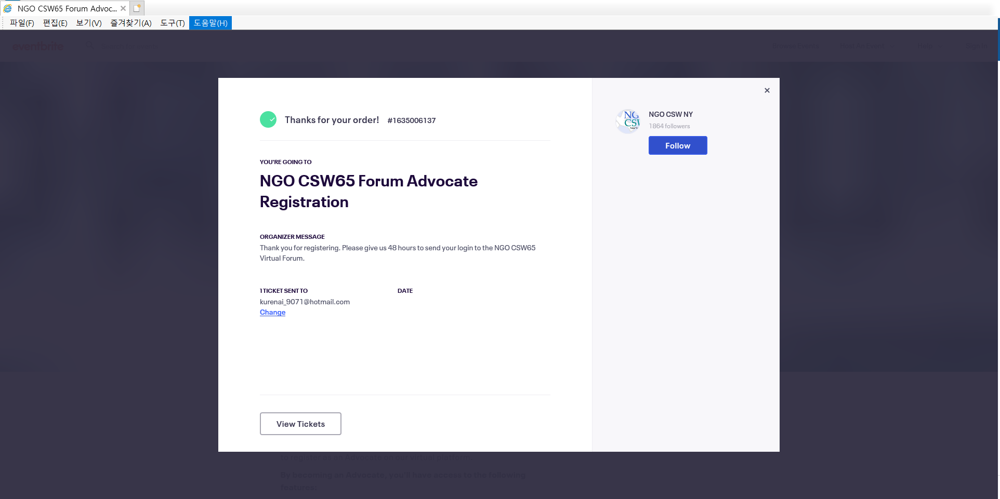 NGO CSW65 Forum Advoc...
파일(F) 편집(E) 보기(V) 즐겨찾기(A) 도구(T) 도움말(H)
eventbrite
Browse Events Host An Event Help Sign In
Thanks for your order! #1635006137
YOU'RE GOING TO
NGO CSW65 Forum Advocate
Registration
ORGANIZER MESSAGE
Thank you for registering. Please give us 48 hours to send your login to the NGO CSW65
Virtual Forum.
1 TICKET SENT TO
kurenai_9071@hotmail.com
Change
DATE
View Tickets
NGO CSW NY
1864 followers
Follow
to register as an Advocate on our virtual platform.
By becoming an Advocate, you'll have access to the following
features: